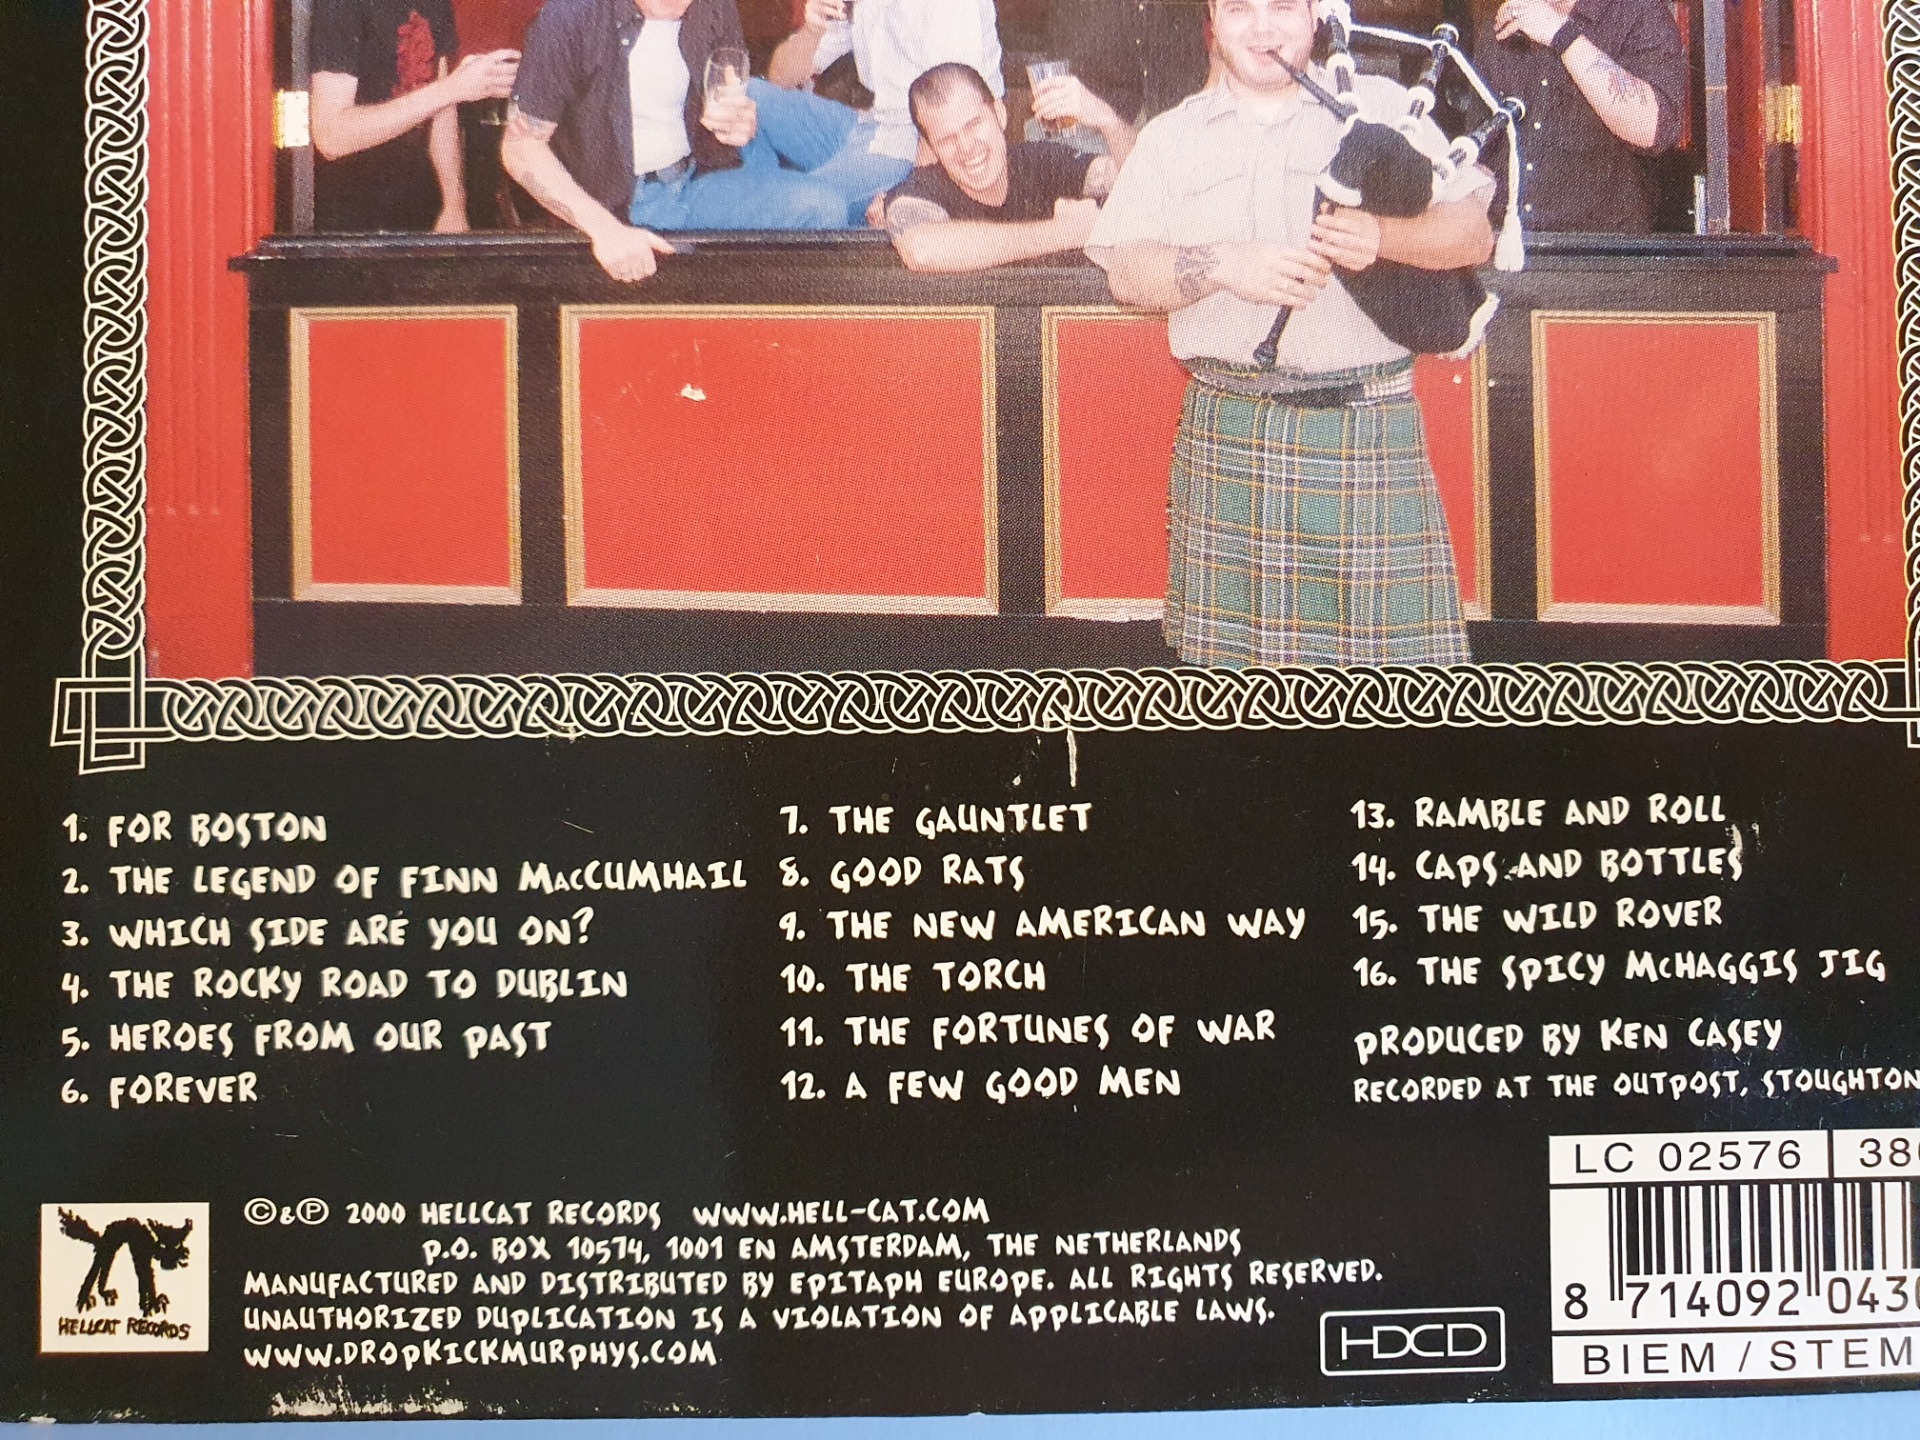 1. FOR BOSTON
2. THE LEGEND OF FINN MacCUMHAIL
3. WHICH SIDE ARE YOU ON?
4. THE ROCKY ROAD TO DUBLIN
5. HEROES FROM OUR PAST
6. FOREVER
7. THE GAUNTLET
8. GOOD RATS
9. THE NEW AMERICAN WAY
10. THE TORCH
11. THE FORTUNES OF WAR
12. A FEW GOOD MEN
13. RAMBLE AND ROLL
14. CAPS AND BOTTLES
15. THE WILD ROVER
16. THE SPICY McHAGGIS JIG
PRODUCED BY KEN CASEY
RECORDED AT THE OUTPOST, STOUGHTON
HELLCAT RECORDS
©&℗ 2000 HELLCAT RECORDS WWW.HELL-CAT.COM
P.O. BOX 10574, 1001 EN AMSTERDAM, THE NETHERLANDS
MANUFACTURED AND DISTRIBUTED BY EPITAPH EUROPE. ALL RIGHTS RESERVED.
UNAUTHORIZED DUPLICATION IS A VIOLATION OF APPLICABLE LAWS.
WWW.DROPKICKMURPHYS.COM
HDCD
LC 02576 38
8 714092 043
BIEM / STEM